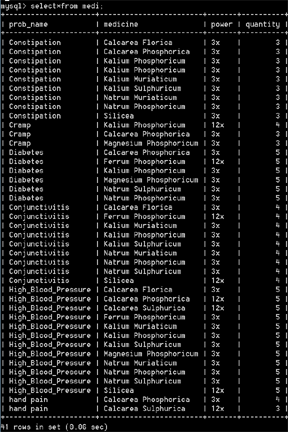 mysql> select*from medi;
| prob_name | medicine | power | quantity |
| Constipation | Calcarea Florica | 3x | 3 |
| Constipation | Calcarea Phosphorica | 3x | 3 |
| Constipation | Kalium Phosphoricum | 3x | 3 |
| Constipation | Kalium Phosphoricum | 3x | 3 |
| Constipation | Kalium Muriaticum | 3x | 3 |
| Constipation | Kalium Sulphuricum | 3x | 3 |
| Constipation | Natrum Muriaticum | 3x | 3 |
| Constipation | Natrum Phosphoricum | 3x | 3 |
| Constipation | Silicea | 3x | 3 |
| Cramp | Kalium Phosphoricum | 12x | 4 |
| Cramp | Calcarea Phosphorica | 3x | 3 |
| Cramp | Magnesium Phosphoricum | 3x | 3 |
| Diabetes | Calcarea Phosphorica | 3x | 5 |
| Diabetes | Ferrum Phosphoricum | 12x | 5 |
| Diabetes | Kalium Phosphoricum | 3x | 5 |
| Diabetes | Magnesium Phosphoricum | 3x | 5 |
| Diabetes | Natrum Sulphuricum | 3x | 5 |
| Diabetes | Natrum Phosphoricum | 3x | 5 |
| Conjunctivitis | Calcarea Florica | 3x | 4 |
| Conjunctivitis | Ferrum Phosphoricum | 12x | 4 |
| Conjunctivitis | Kalium Muriaticum | 3x | 4 |
| Conjunctivitis | Kalium Phosphoricum | 3x | 4 |
| Conjunctivitis | Kalium Sulphuricum | 3x | 4 |
| Conjunctivitis | Natrum Muriaticum | 3x | 4 |
| Conjunctivitis | Natrum Phosphoricum | 3x | 4 |
| Conjunctivitis | Natrum Sulphuricum | 3x | 4 |
| Conjunctivitis | Silicea | 12x | 4 |
| High_Blood_Pressure | Calcarea Florica | 3x | 5 |
| High_Blood_Pressure | Calcarea Phosphorica | 12x | 5 |
| High_Blood_Pressure | Calcarea Sulphurica | 12x | 5 |
| High_Blood_Pressure | Ferrum Phosphoricum | 3x | 5 |
| High_Blood_Pressure | Kalium Muriaticum | 3x | 5 |
| High_Blood_Pressure | Kalium Phosphoricum | 3x | 5 |
| High_Blood_Pressure | Kalium Sulphuricum | 3x | 5 |
| High_Blood_Pressure | Magnesium Phosphoricum | 3x | 5 |
| High_Blood_Pressure | Natrum Muriaticum | 3x | 5 |
| High_Blood_Pressure | Natrum Phosphoricum | 3x | 5 |
| High_Blood_Pressure | Natrum Sulphuricum | 3x | 5 |
| High_Blood_Pressure | Silicea | 12x | 5 |
| hand pain | Calcarea Phosphorica | 3x | 4 |
| hand pain | Calcarea Sulphurica | 12x | 3 |
41 rows in set (0.08 sec)